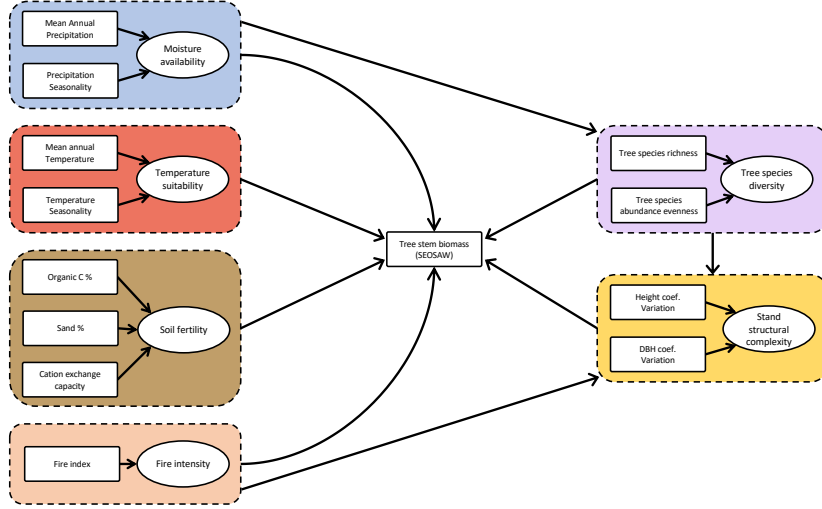 Mean Annual
Precipitation
Precipitation
Seasonality
Moisture
availability
Mean annual
Temperature
Temperature
Seasonality
Temperature
suitability
Organic C %
Sand %
Cation exchange
capacity
Soil fertility
Fire index
Fire intensity
Tree stem biomass
(SEOSAW)
Tree species richness
Tree species
abundance evenness
Tree species
diversity
Height coef.
Variation
DBH coef.
Variation
Stand
structural
complexity